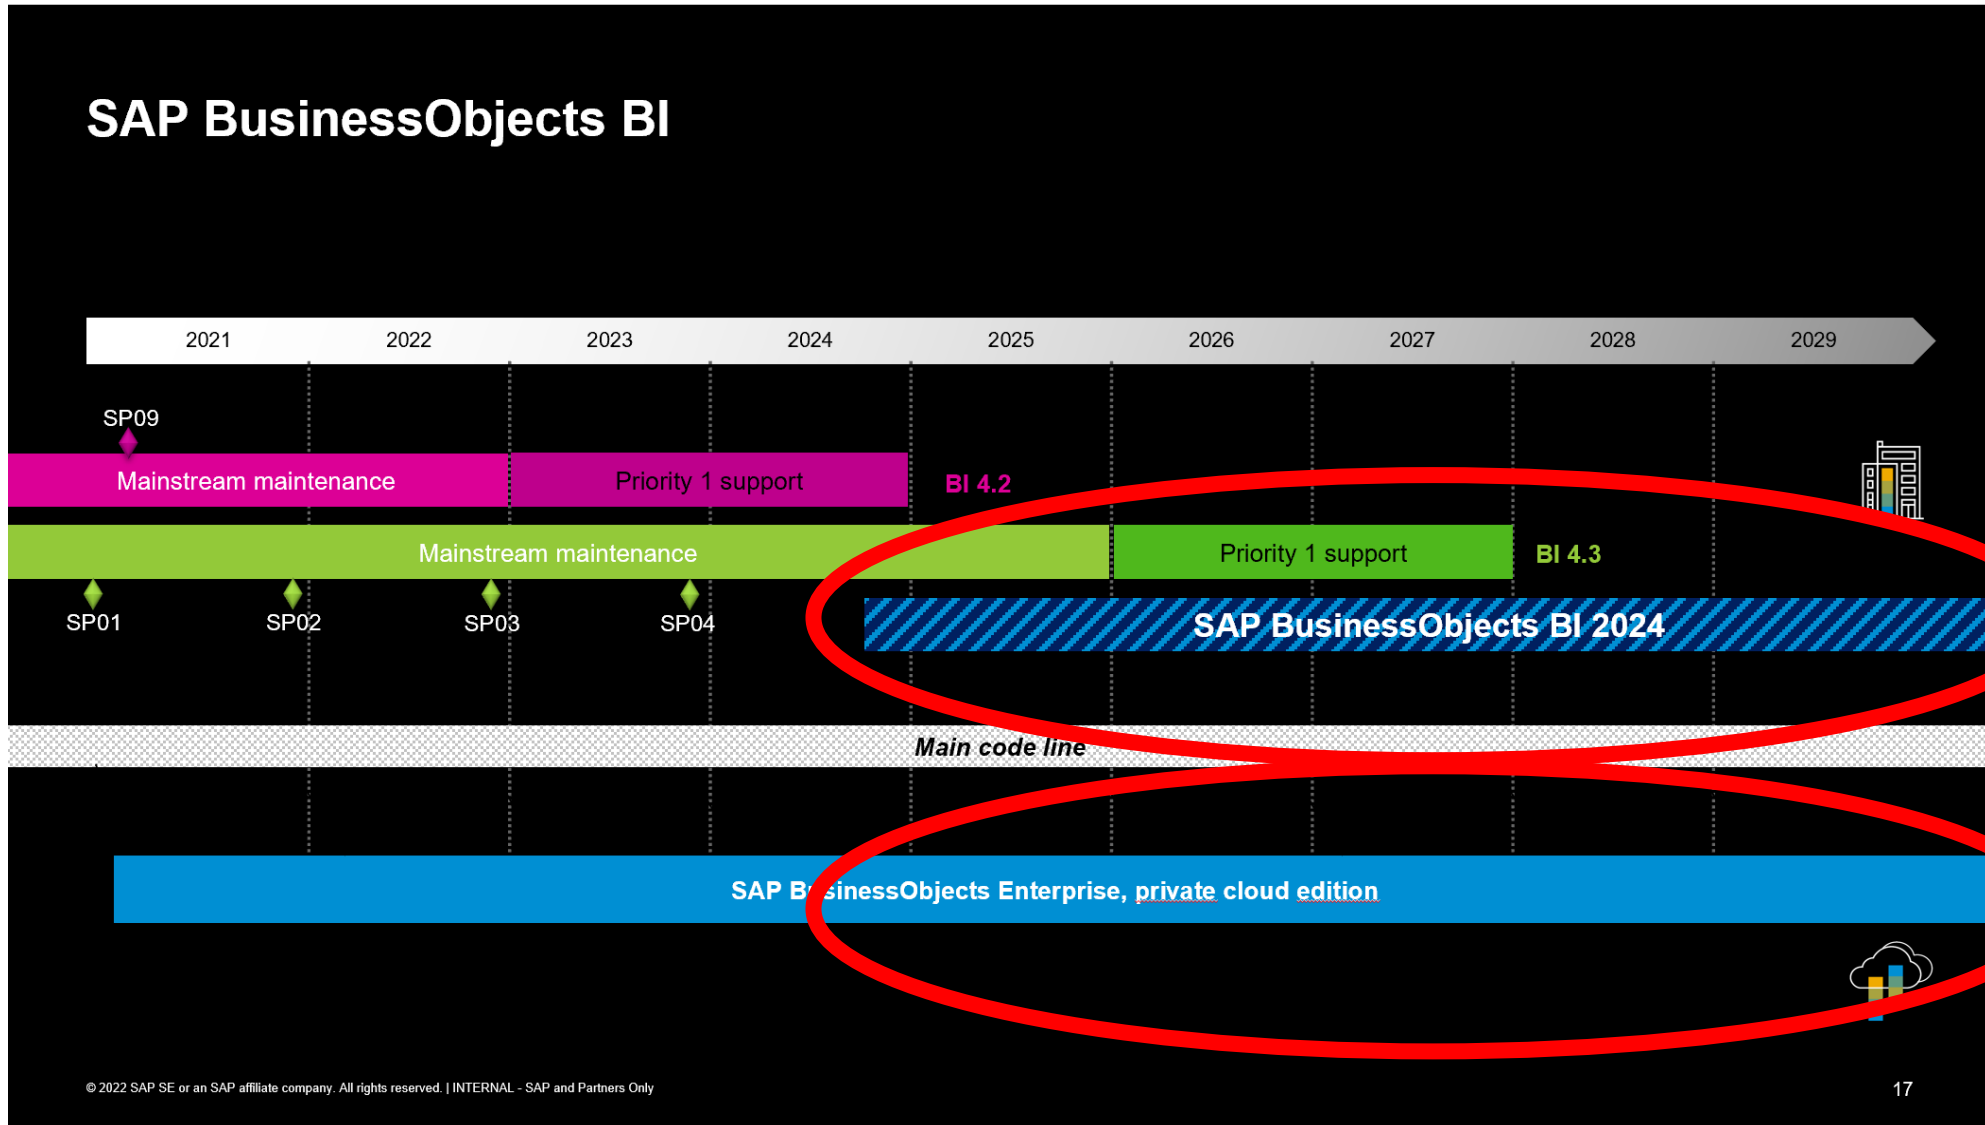 SAP BusinessObjects BI
2021 2022 2023 2024 2025 2026 2027 2028 2029
SP09
Mainstream maintenance Priority 1 support BI 4.2
Mainstream maintenance Priority 1 support BI 4.3
SP01 SP02 SP03 SP04
SAP BusinessObjects BI 2024
Main code line
SAP BusinessObjects Enterprise, private cloud edition
© 2022 SAP SE or an SAP affiliate company. All rights reserved. | INTERNAL - SAP and Partners Only
17